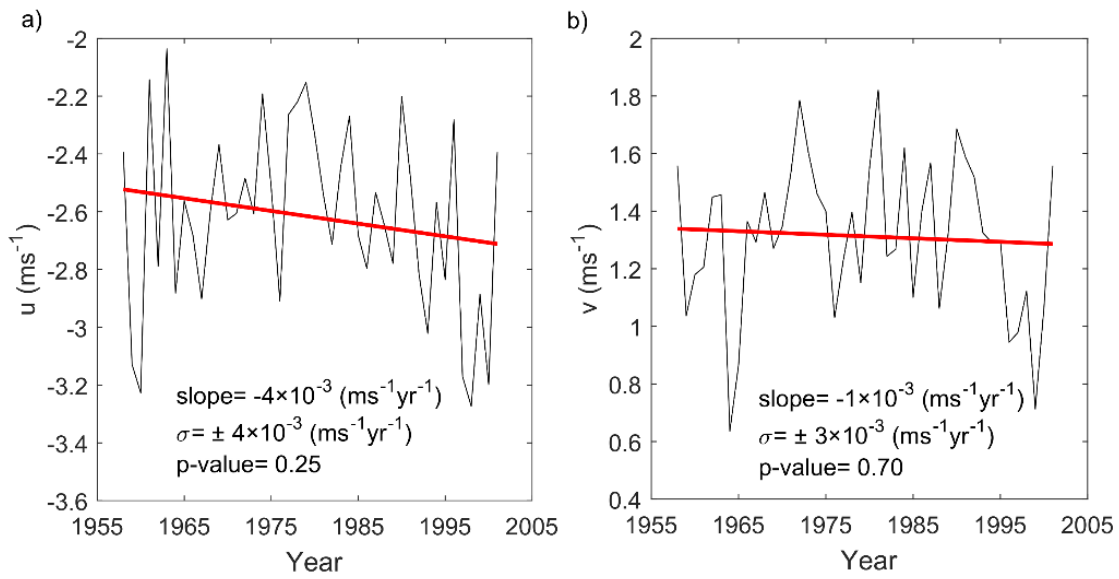 a)
-2
-2.2
-2.4
-2.6
-2.8
-3
-3.2
-3.4
-3.6
u (ms⁻¹)
slope= -4×10⁻³ (ms⁻¹yr⁻¹)
σ= ± 4×10⁻³ (ms⁻¹yr⁻¹)
p-value= 0.25
1955 1965 1975 1985 1995 2005
Year
b)
2
1.8
1.6
1.4
1.2
1
0.8
0.6
0.4
v (ms⁻¹)
slope= -1×10⁻³ (ms⁻¹yr⁻¹)
σ= ± 3×10⁻³ (ms⁻¹yr⁻¹)
p-value= 0.70
1955 1965 1975 1985 1995 2005
Year